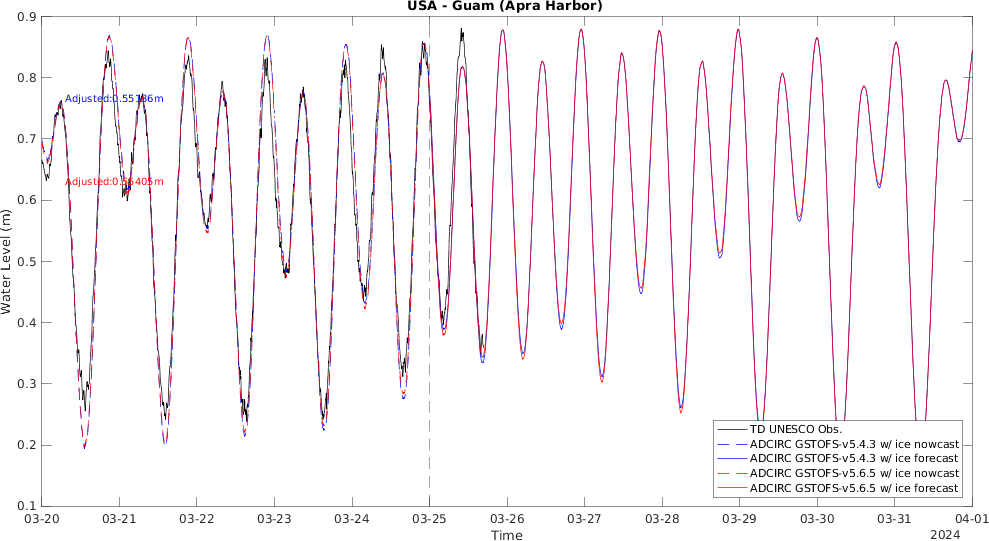 USA - Guam (Apra Harbor)
0.9
0.8
0.7
0.6
0.5
0.4
0.3
0.2
0.1
Water Level (m)
Adjusted:0.55136m
Adjusted:0.56405m
TD UNESCO Obs.
ADCIRC GSTOFS-v5.4.3 w/ ice nowcast
ADCIRC GSTOFS-v5.4.3 w/ ice forecast
ADCIRC GSTOFS-v5.6.5 w/ ice nowcast
ADCIRC GSTOFS-v5.6.5 w/ ice forecast
03-20 03-21 03-22 03-23 03-24 03-25 03-26 03-27 03-28 03-29 03-30 03-31 04-01
Time
2024